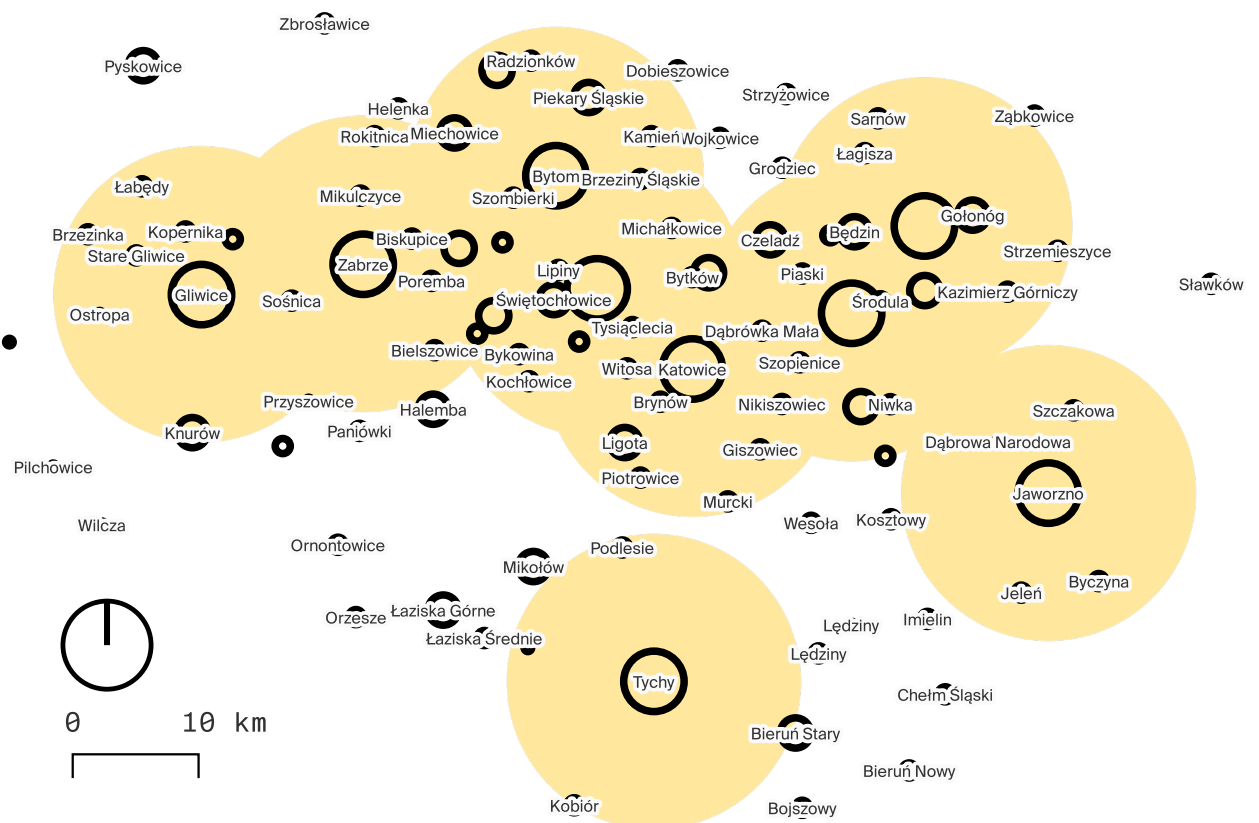 Zbrosławice
Pyskowice
Radzionków
Dobieszowice
Piekary Śląskie
Strzyżowice
Helenka
Rokitnica
Miechowice
Kamień
Wojkowice
Sarnów
Ząbkowice
Łagisza
Grodziec
Łabędy
Mikulczyce
Szombierki
Bytom
Brzeziny Śląskie
Gołonóg
Brzezinka
Kopernika
Stare Gliwice
Biskupice
Michałkowice
Czeladź
Będzin
Strzemieszyce
Zabrze
Lipiny
Bytków
Piaski
Poremba
Sławków
Gliwice
Sośnica
Świętochłowice
Środula
Kazimierz Górniczy
Ostropa
Tysiąclecia
Dąbrówka Mała
Bielszowice
Bykowina
Witosa
Katowice
Szopienice
Kochłowice
Przyszowice
Halemba
Brynów
Nikiszowiec
Niwka
Szczakowa
Knurów
Paniówki
Ligota
Giszowiec
Dąbrowa Narodowa
Pilchowice
Piotrowice
Murcki
Jaworzno
Wilcza
Wesoła
Kosztowy
Ornontowice
Podlesie
Mikołów
Byczyna
Jeleń
Orzesze
Łaziska Górne
Łaziska Średnie
Lędziny
Imielin
Lędziny
Tychy
Chełm Śląski
Bieruń Stary
Bieruń Nowy
Kobiór
Bojszowy
0 10 km